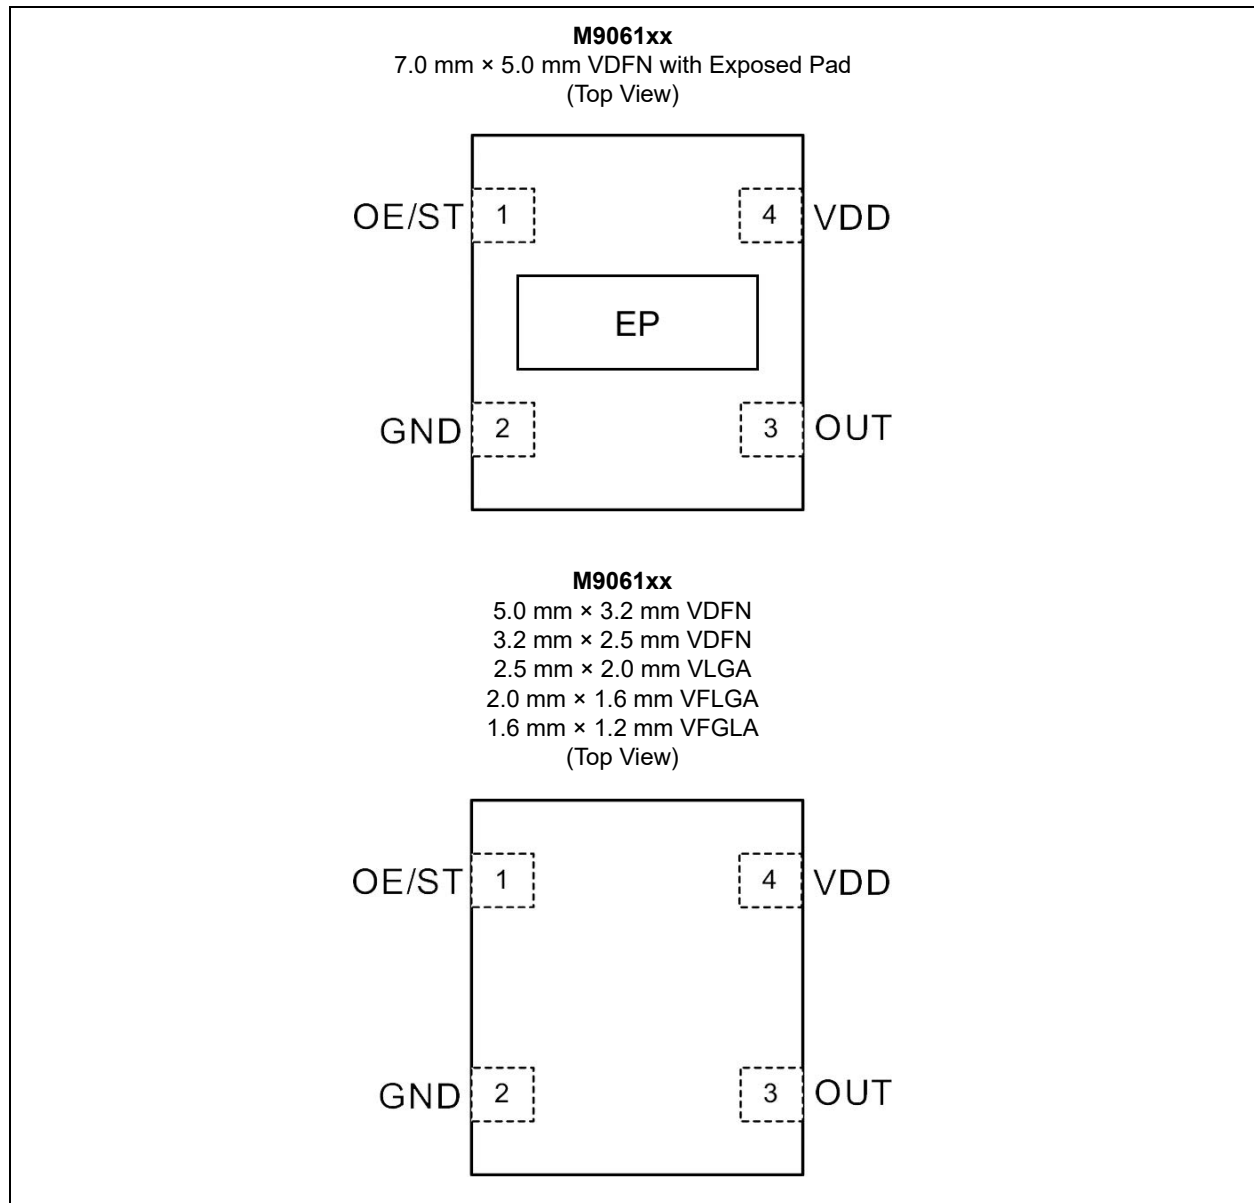 M9061xx
7.0 mm × 5.0 mm VDFN with Exposed Pad
(Top View)
OE/ST 1 4 VDD
EP
GND 2 3 OUT
M9061xx
5.0 mm × 3.2 mm VDFN
3.2 mm × 2.5 mm VDFN
2.5 mm × 2.0 mm VLGA
2.0 mm × 1.6 mm VFLGA
1.6 mm × 1.2 mm VFGLA
(Top View)
OE/ST 1 4 VDD
GND 2 3 OUT